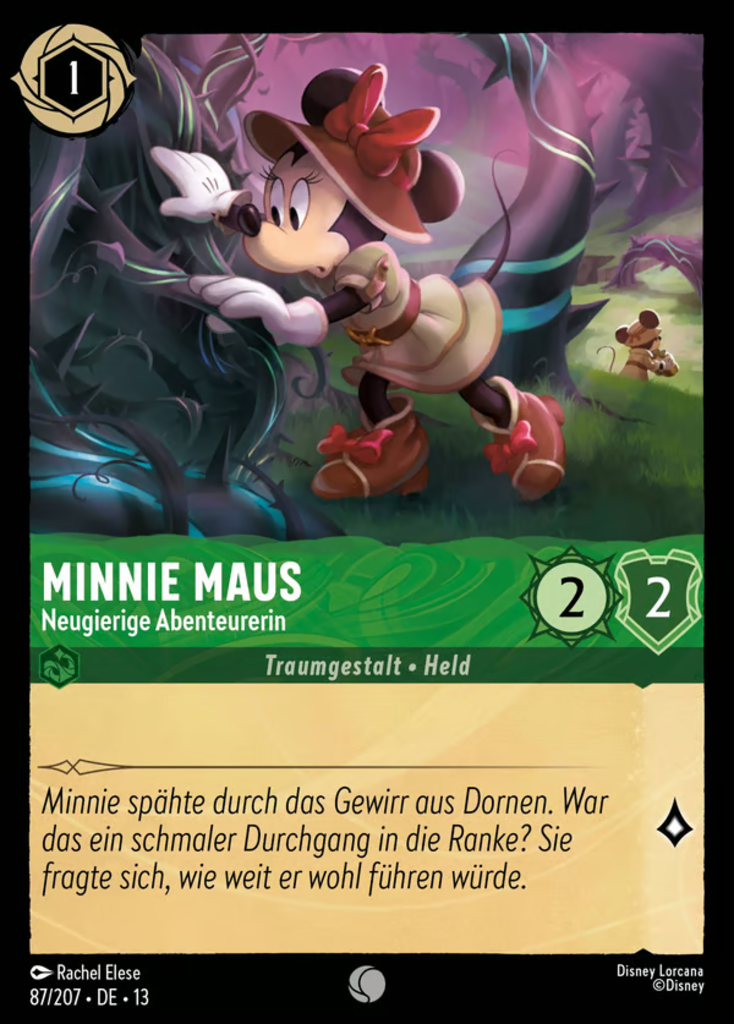 1
MINNIE MAUS
Neugierige Abenteurerin
2
2
Traumgestalt • Held
Minnie spähte durch das Gewirr aus Dornen. War
das ein schmaler Durchgang in die Ranke? Sie
fragte sich, wie weit er wohl führen würde.
Rachel Elese
87/207 • DE • 13
Disney Lorcana
©Disney